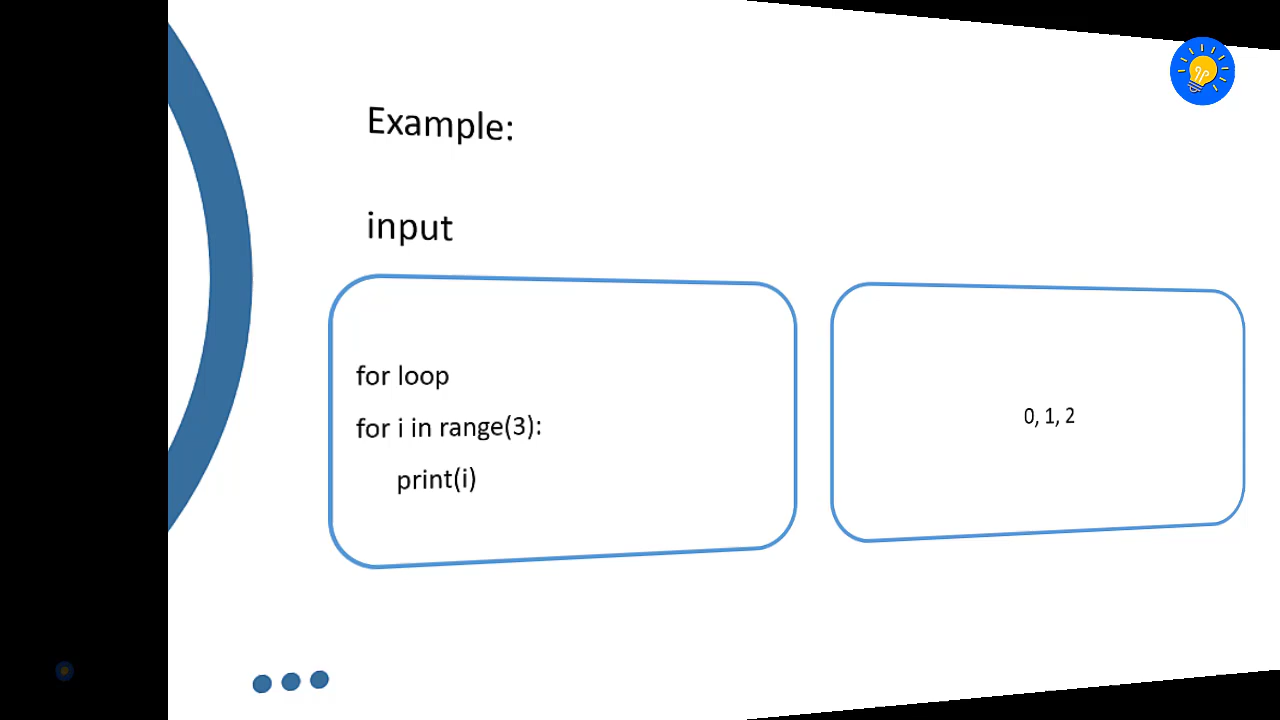 Example:
input
for loop
for i in range(3):
print(i)
0, 1, 2